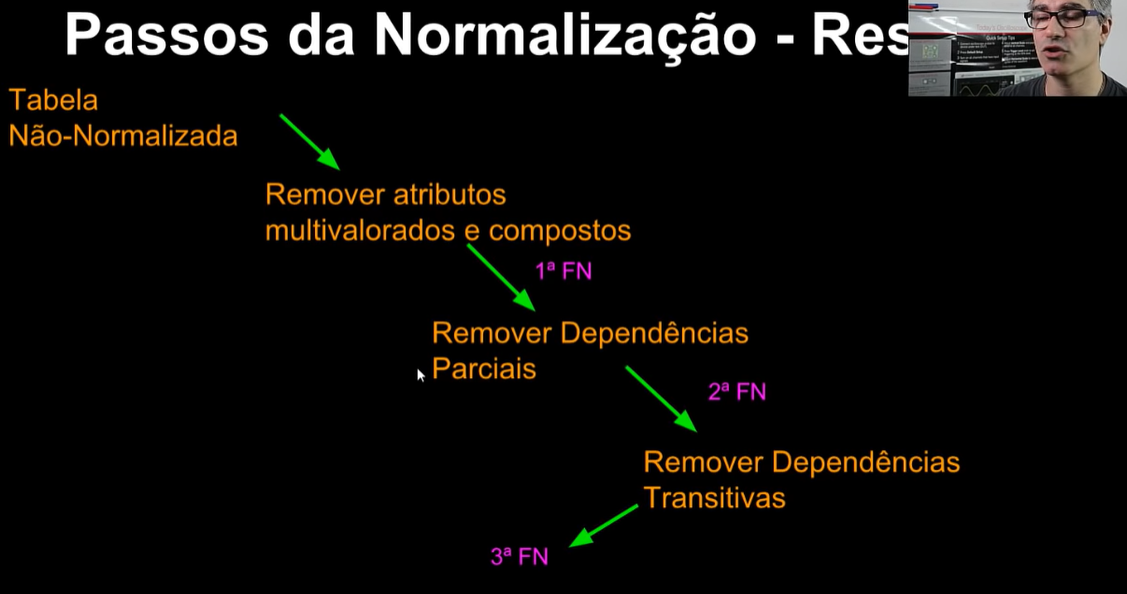 Passos da Normalização - Res
Tabela
Não-Normalizada
Remover atributos
multivalorados e compostos
1ª FN
Remover Dependências
Parciais
2ª FN
Remover Dependências
Transitivas
3ª FN